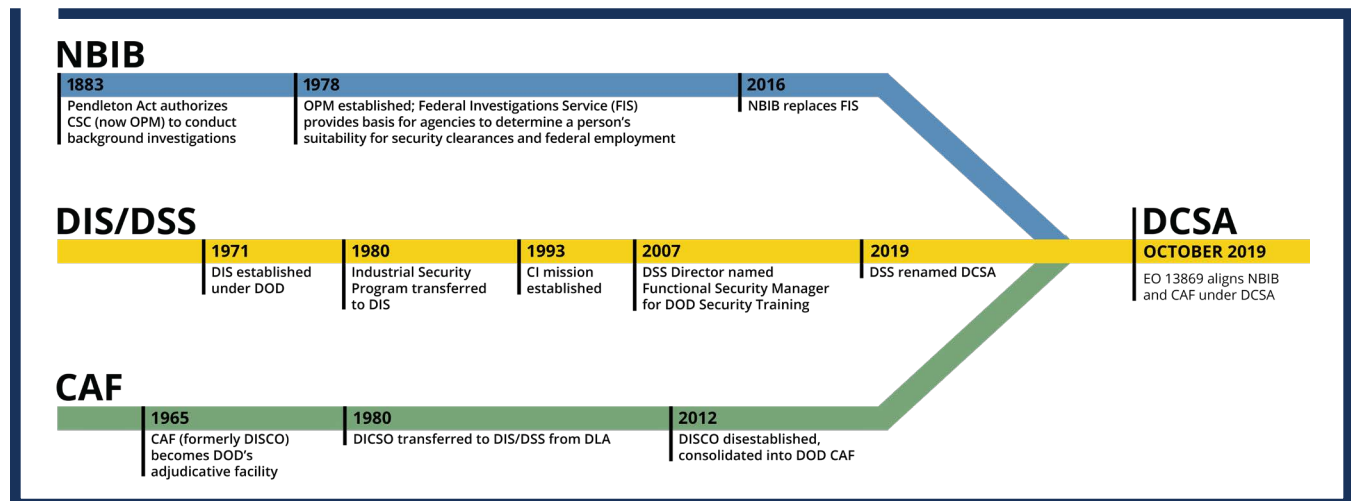 NBIB
1883
Pendleton Act authorizes
CSC (now OPM) to conduct
background investigations
1978
OPM established; Federal Investigations Service (FIS)
provides basis for agencies to determine a person's
suitability for security clearances and federal employment
2016
NBIB replaces FIS
DIS/DSS
1971
DIS established
under DOD
1980
Industrial Security
Program transferred
to DIS
1993
CI mission
established
2007
DSS Director named
Functional Security Manager
for DOD Security Training
2019
DSS renamed DCSA
DCSA
OCTOBER 2019
EO 13869 aligns NBIB
and CAF under DCSA
CAF
1965
CAF (formerly DISCO)
becomes DOD's
adjudicative facility
1980
DICSO transferred to DIS/DSS from DLA
2012
DISCO disestablished,
consolidated into DOD CAF